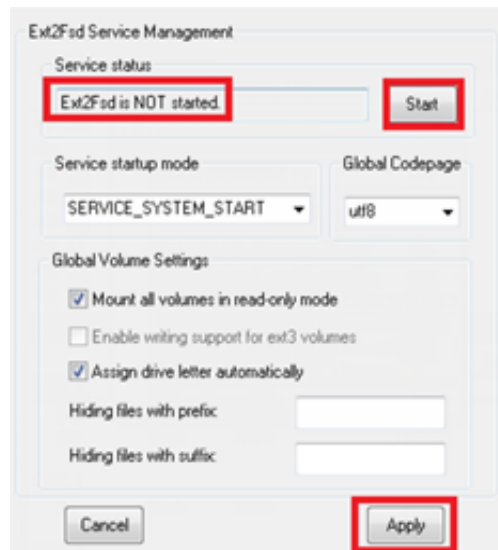 Ext2Fsd Service Management
Service status
Ext2Fsd is NOT started.
Start
Service startup mode
Global Codepage
SERVICE_SYSTEM_START
utf8
Global Volume Settings
Mount all volumes in read-only mode
Enable writing support for ext3 volumes
Assign drive letter automatically
Hiding files with prefix:
Hiding files with suffix:
Cancel
Apply